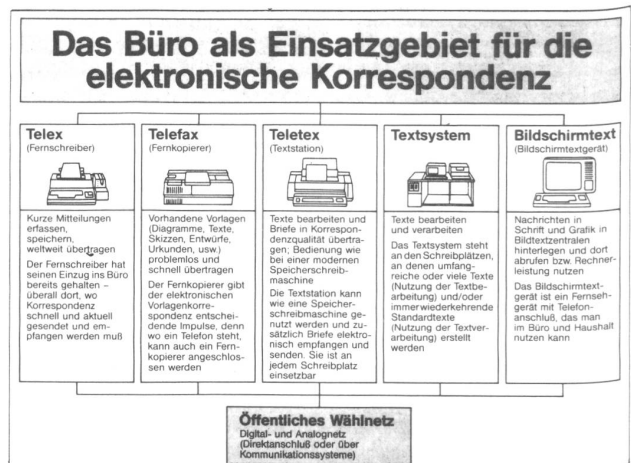 Das Büro als Einsatzgebiet für die
elektronische Korrespondenz
Telex
(Fernschreiber)
Kurze Mitteilungen
erfassen,
speichern,
weltweit übertragen
Der Fernschreiber hat
seinen Einzug ins Büro
bereits gehalten –
überall dort, wo
Korrespondenz
schnell und aktuell
gesendet und em-
pfangen werden muß
Telefax
(Fernkopierer)
Vorhandene Vorlagen
(Diagramme, Texte,
Skizzen, Entwürfe,
Urkunden, usw.)
problemlos und
schnell übertragen
Der Fernkopierer gibt
der elektronischen
Vorlagenkorre-
spondenz entschei-
dende Impulse, denn
wo ein Telefon steht,
kann auch ein Fern-
kopierer angeschlos-
sen werden
Teletex
(Textstation)
Texte bearbeiten und
Briefe in Korrespon-
denzqualität übertra-
gen; Bedienung wie
bei einer modernen
Speicherschreib-
maschine
Die Textstation kann
wie eine Speicher-
schreibmaschine ge-
nutzt werden und zu-
sätzlich Briefe elektro-
nisch empfangen und
senden. Sie ist an
jedem Schreibplatz
einsetzbar
Textsystem
Texte bearbeiten
und verarbeiten
Das Textsystem steht
an den Schreibplätzen,
an denen umfang-
reiche oder viele Texte
(Nutzung der Textbe-
arbeitung) und/oder
immer wiederkehrende
Standardtexte
(Nutzung der Textver-
arbeitung) erstellt
werden
Bildschirmtext
(Bildschirmtextgerät)
Nachrichten in
Schrift und Grafik in
Bildtextzentralen
hinterlegen und dort
abrufen bzw. Rechner-
leistung nutzen
Das Bildschirmtext-
gerät ist ein Fernseh-
gerät mit Telefon-
anschluß, das man
im Büro und Haushalt
nutzen kann
Öffentliches Wählnetz
Digital- und Analognetz
(Direktanschluß oder über
Kommunikationssysteme)